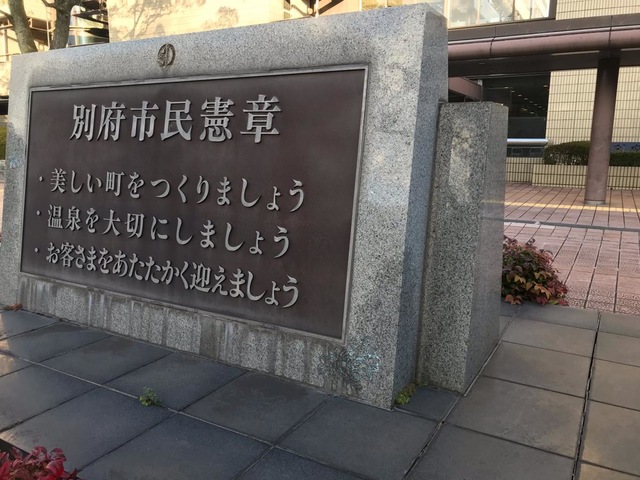 別府市民憲章
・美しい町をつくりましょう
・温泉を大切にしましょう
・お客さまをあたたかく迎えましょう